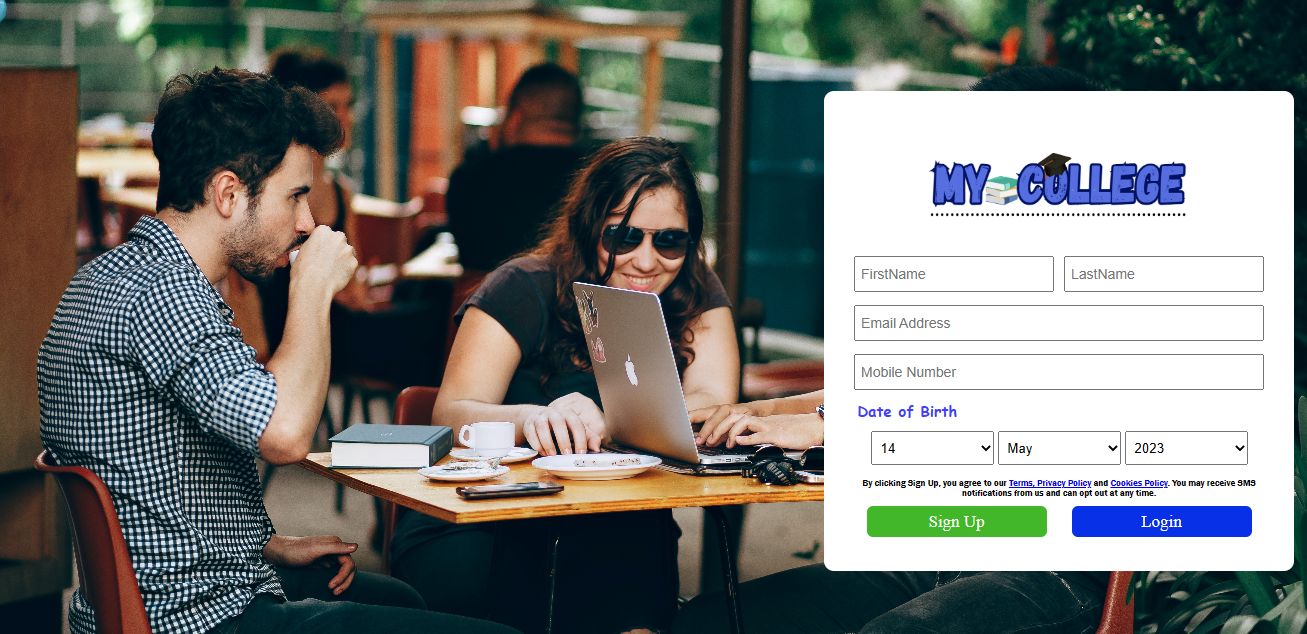 MY COLLEGE
FirstName LastName
Email Address
Mobile Number
Date of Birth
14 May 2023
By clicking Sign Up, you agree to our Terms, Privacy Policy and Cookies Policy. You may receive SMS
notifications from us and can opt out at any time.
Sign Up Login